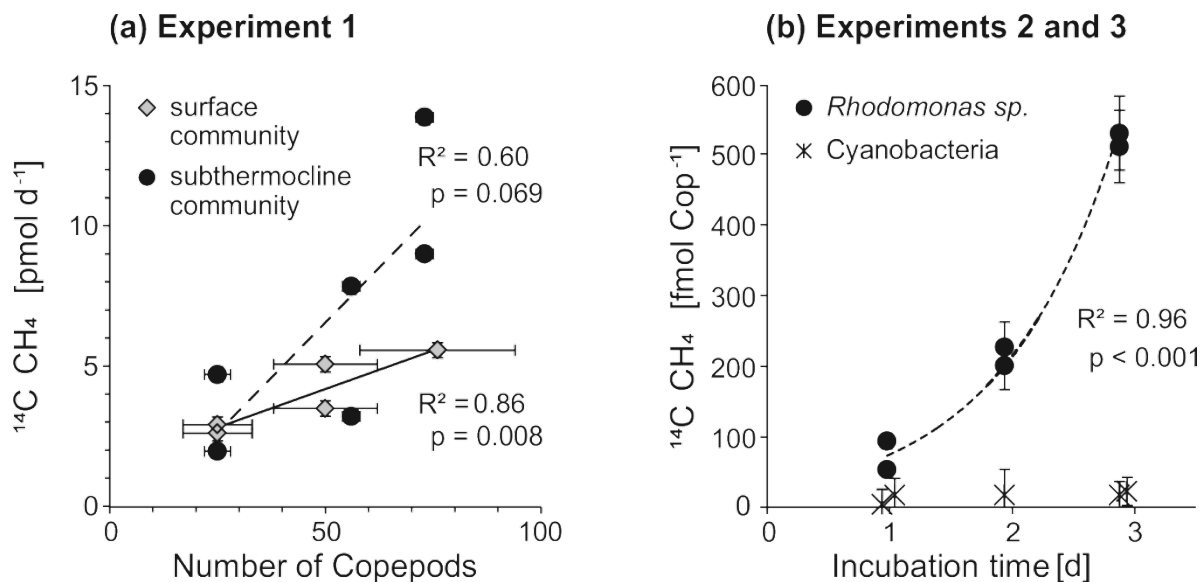 (a) Experiment 1
15
10
5
0
0
50
100
¹⁴C CH₄ [pmol d⁻¹]
Number of Copepods
surface
community
subthermocline
community
R² = 0.60
p = 0.069
R² = 0.86
p = 0.008
(b) Experiments 2 and 3
600
500
400
300
200
100
0
0
1
2
3
¹⁴C CH₄ [fmol Cop⁻¹]
Incubation time [d]
Rhodomonas sp.
Cyanobacteria
R² = 0.96
p < 0.001